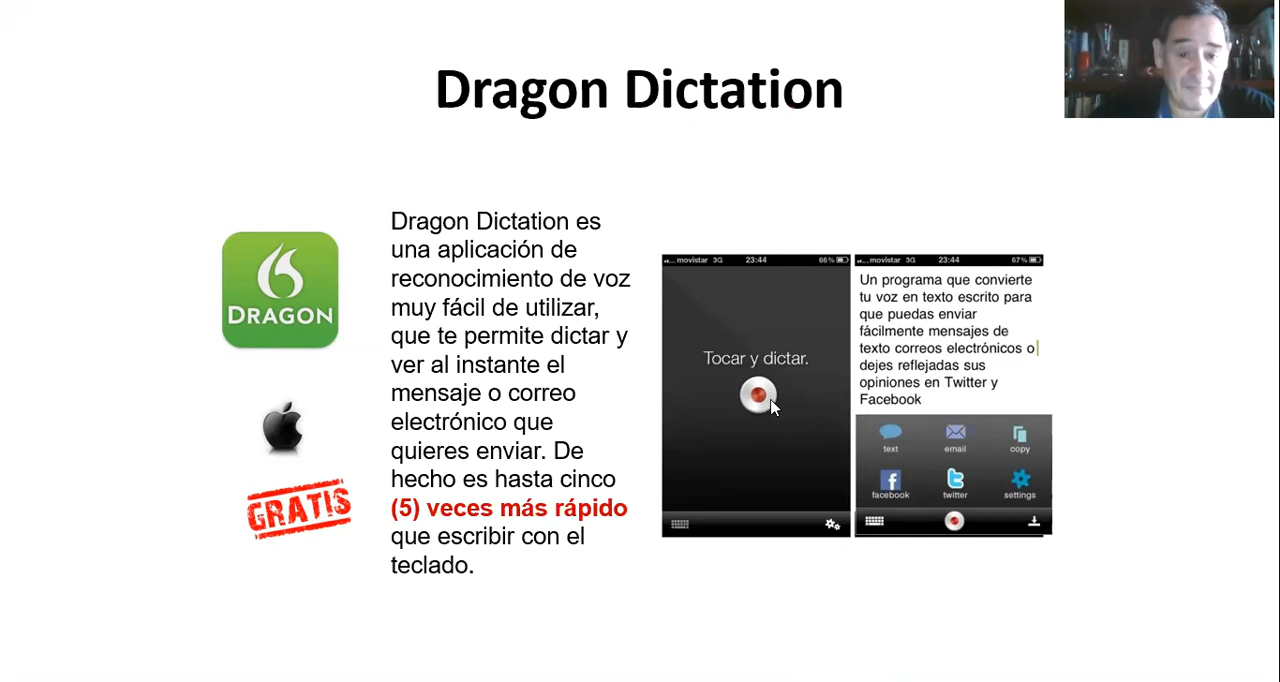 Dragon Dictation
DRAGON
GRATIS
Dragon Dictation es
una aplicación de
reconocimiento de voz
muy fácil de utilizar,
que te permite dictar y
ver al instante el
mensaje o correo
electrónico que
quieres enviar. De
hecho es hasta cinco
(5) veces más rápido
que escribir con el
teclado.
movistar 3G 23:44 66%
Tocar y dictar.
movistar 3G 23:44 67%
Un programa que convierte
tu voz en texto escrito para
que puedas enviar
fácilmente mensajes de
texto correos electrónicos o
dejes reflejadas sus
opiniones en Twitter y
Facebook
text email copy
facebook twitter settings